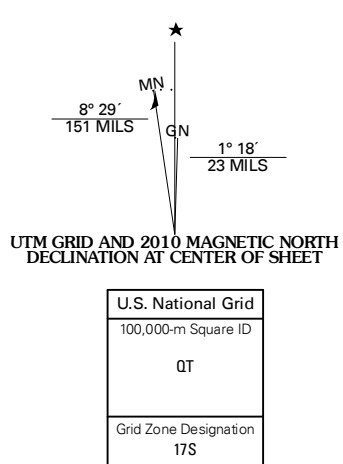 MN
8° 29´
151 MILS
GN
1° 18´
23 MILS
UTM GRID AND 2010 MAGNETIC NORTH
DECLINATION AT CENTER OF SHEET
U.S. National Grid
100,000-m Square ID
QT
Grid Zone Designation
17S